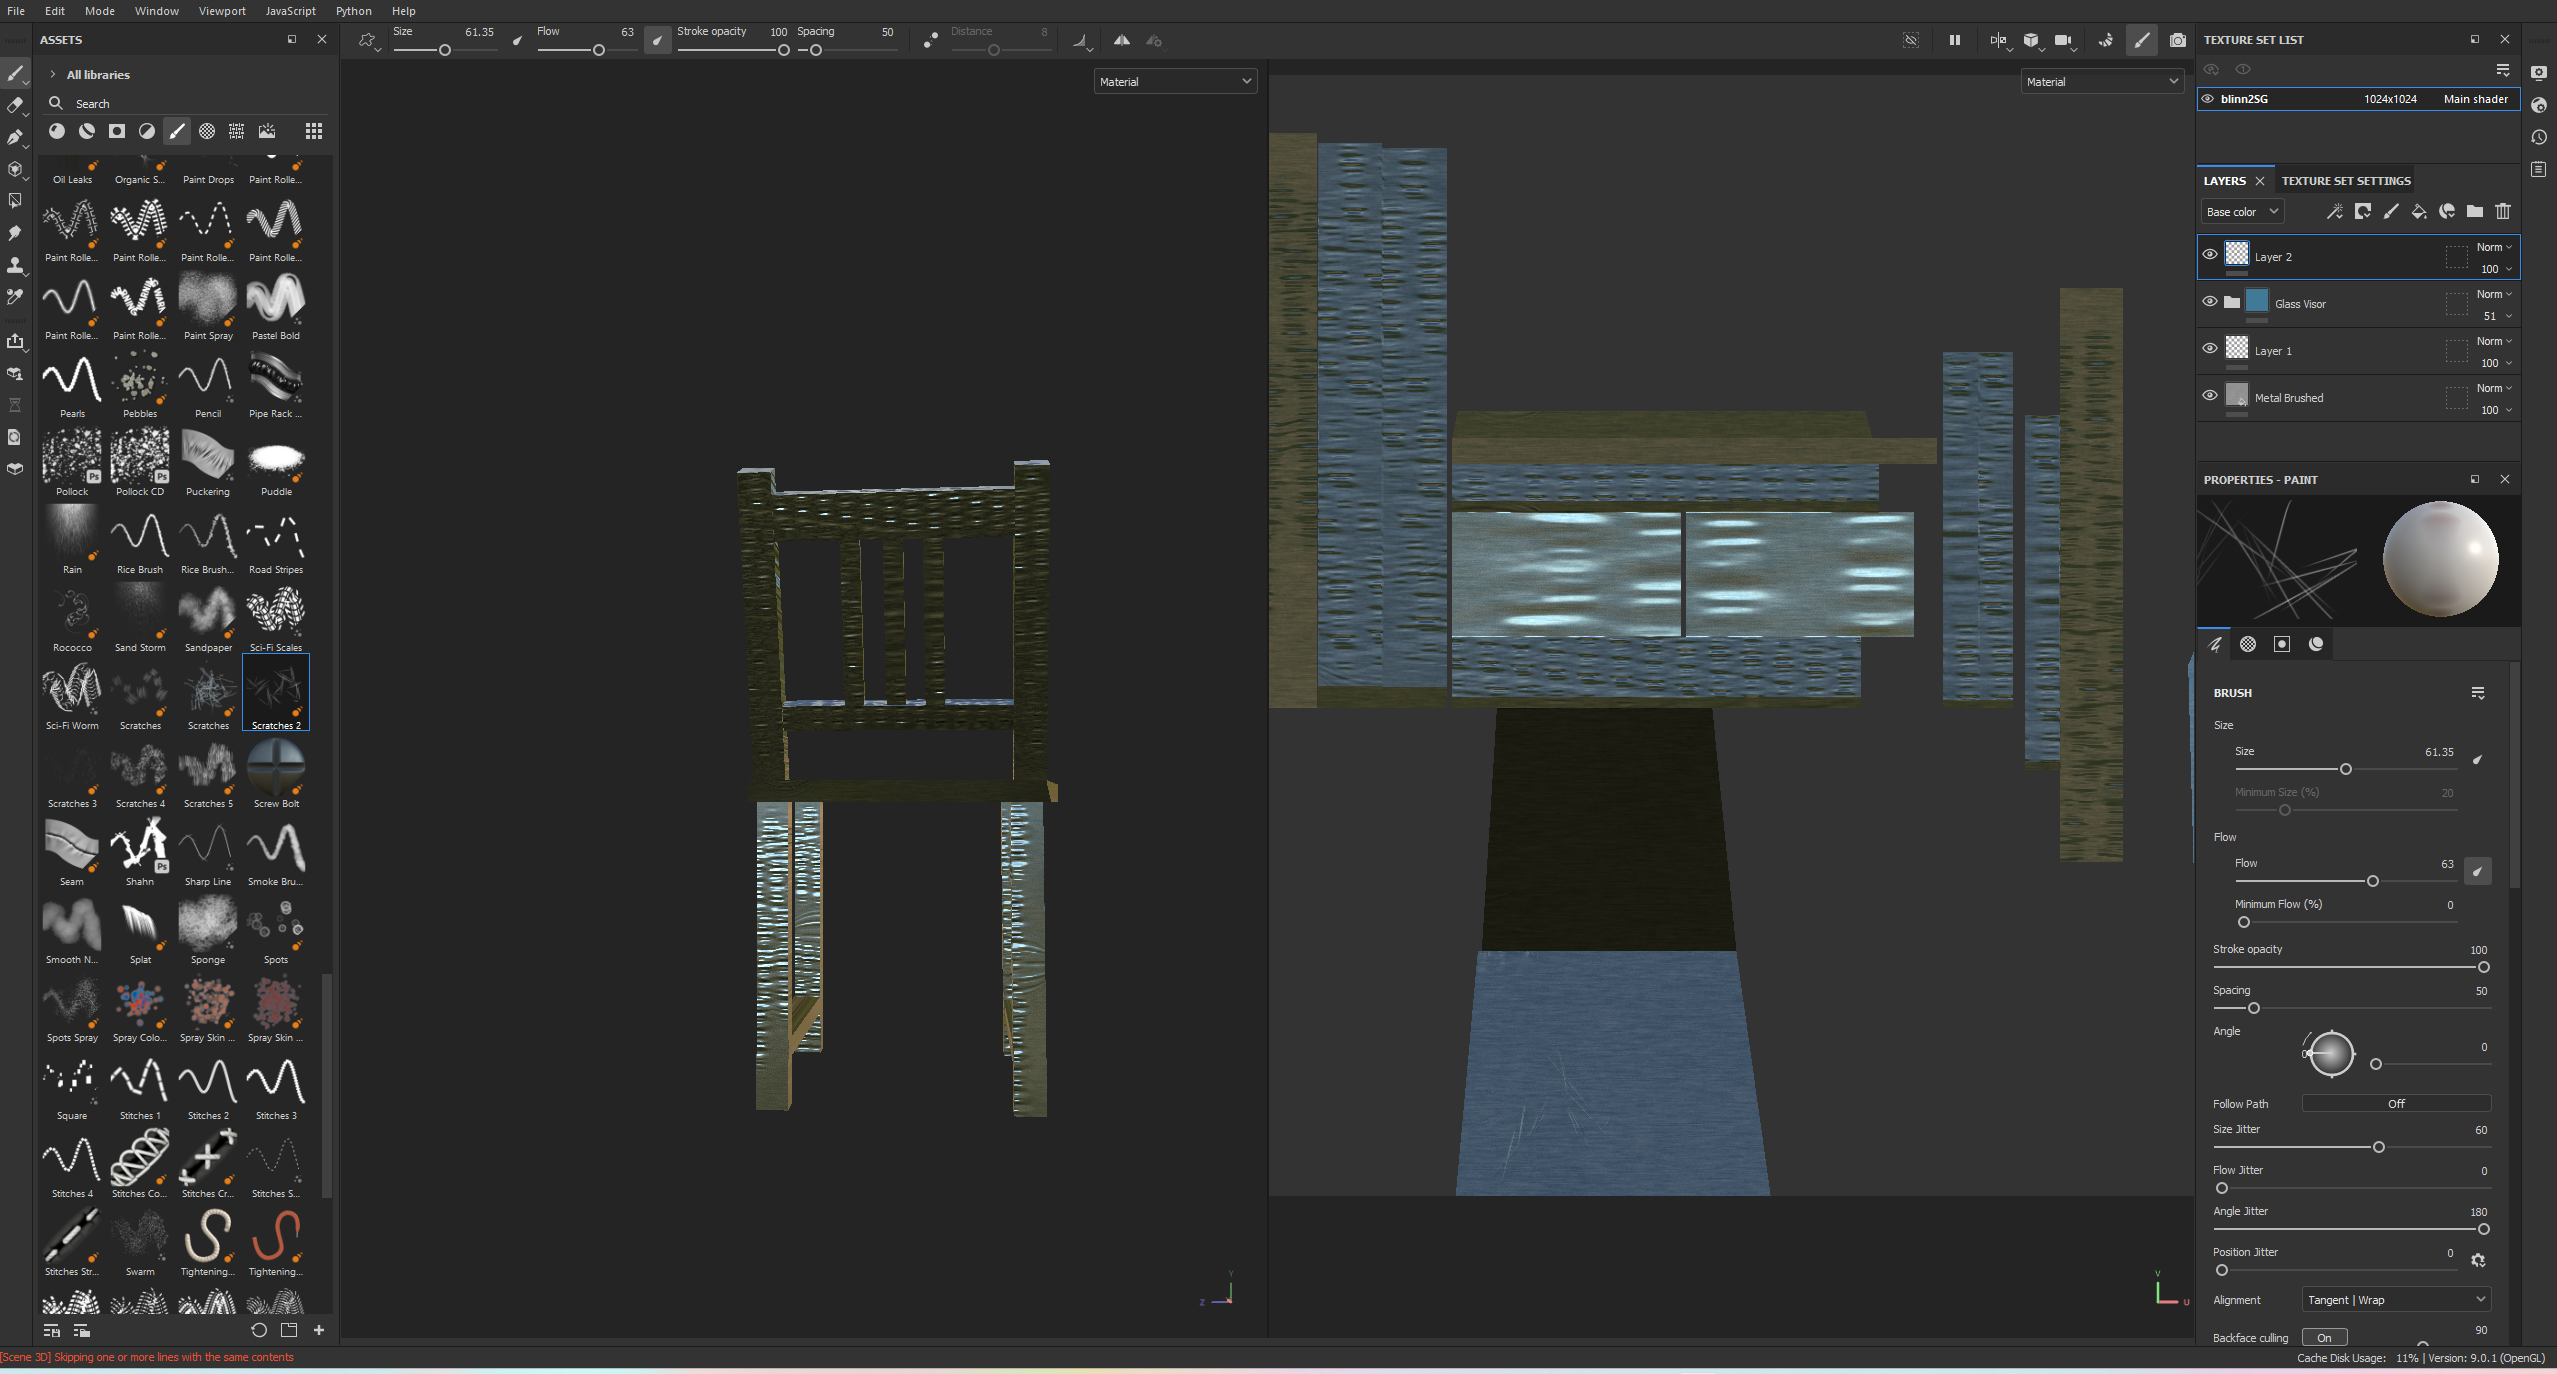 File Edit Mode Window Viewport JavaScript Python Help
ASSETS
Size 61.35 Flow 63 Stroke opacity 100 Spacing 50 Distance 8
All libraries
Search
Oil Leaks Organic S... Paint Drops Paint Rolle...
Paint Rolle... Paint Rolle... Paint Rolle... Paint Rolle...
Paint Rolle... Paint Rolle... Paint Spray Pastel Bold
Pearls Pebbles Pencil Pipe Rack ...
Ps Ps
Pollock Pollock CD Puckering Puddle
Rain Rice Brush Rice Brush... Road Stripes
Rococco Sand Storm Sandpaper Sci-Fi Scales
Sci-Fi Worm Scratches Scratches Scratches 2
Scratches 3 Scratches 4 Scratches 5 Screw Bolt
Ps
Seam Shahn Sharp Line Smoke Bru...
Smooth N... Splat Sponge Spots
Spots Spray Spray Colo... Spray Skin ... Spray Skin ...
Square Stitches 1 Stitches 2 Stitches 3
Stitches 4 Stitches Co... Stitches Cr... Stitches S...
Stitches Str... Swarm Tightening... Tightening...
Material
Y
Z
Material
V
U
TEXTURE SET LIST
blinn2SG 1024x1024 Main shader
LAYERS TEXTURE SET SETTINGS
Base color
Layer 2 Norm
100
Glass Visor Norm
51
Layer 1 Norm
100
Metal Brushed Norm
100
PROPERTIES - PAINT
BRUSH
Size
Size 61.35
Minimum Size (%) 20
Flow
Flow 63
Minimum Flow (%) 0
Stroke opacity 100
Spacing 50
Angle
0 0
Follow Path Off
Size Jitter 60
Flow Jitter 0
Angle Jitter 180
Position Jitter 0
Alignment Tangent | Wrap
Backface culling On 90
[Scene 3D] Skipping one or more lines with the same contents
Cache Disk Usage: 11% | Version: 9.0.1 (OpenGL)